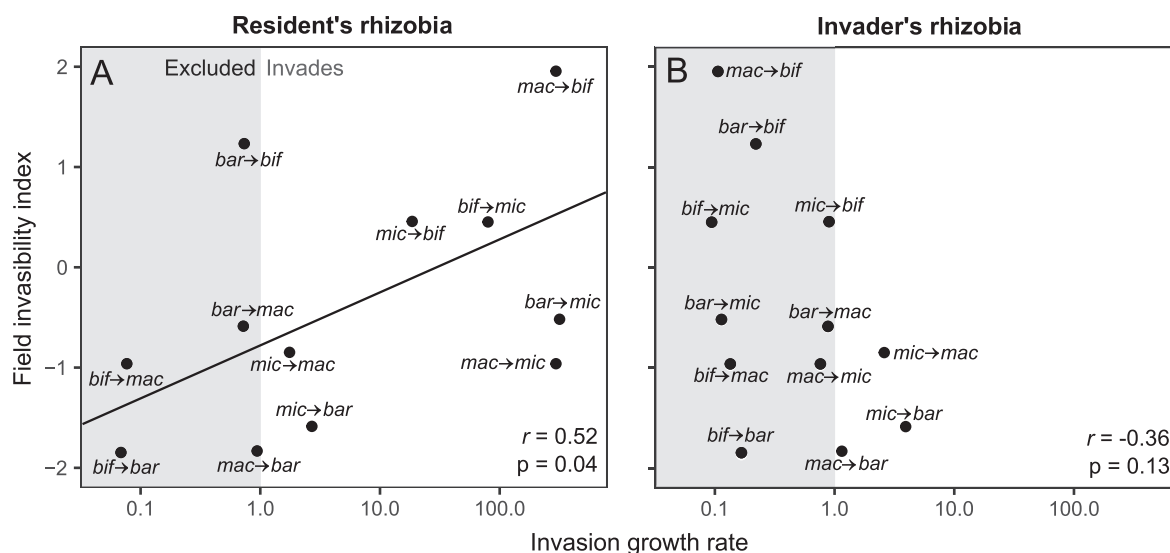 Resident's rhizobia
Invader's rhizobia
Field invasibility index
2
1
0
−1
−2
A
Excluded Invades
mac→bif
bar→bif
bif→mic
mic→bif
bar→mac
bar→mic
mic→mac
mac→mic
bif→mac
mic→bar
bif→bar
mac→bar
r = 0.52
p = 0.04
0.1 1.0 10.0 100.0
B
mac→bif
bar→bif
bif→mic
mic→bif
bar→mic
bar→mac
mic→mac
bif→mac
mac→mic
mic→bar
bif→bar
mac→bar
r = -0.36
p = 0.13
0.1 1.0 10.0 100.0
Invasion growth rate